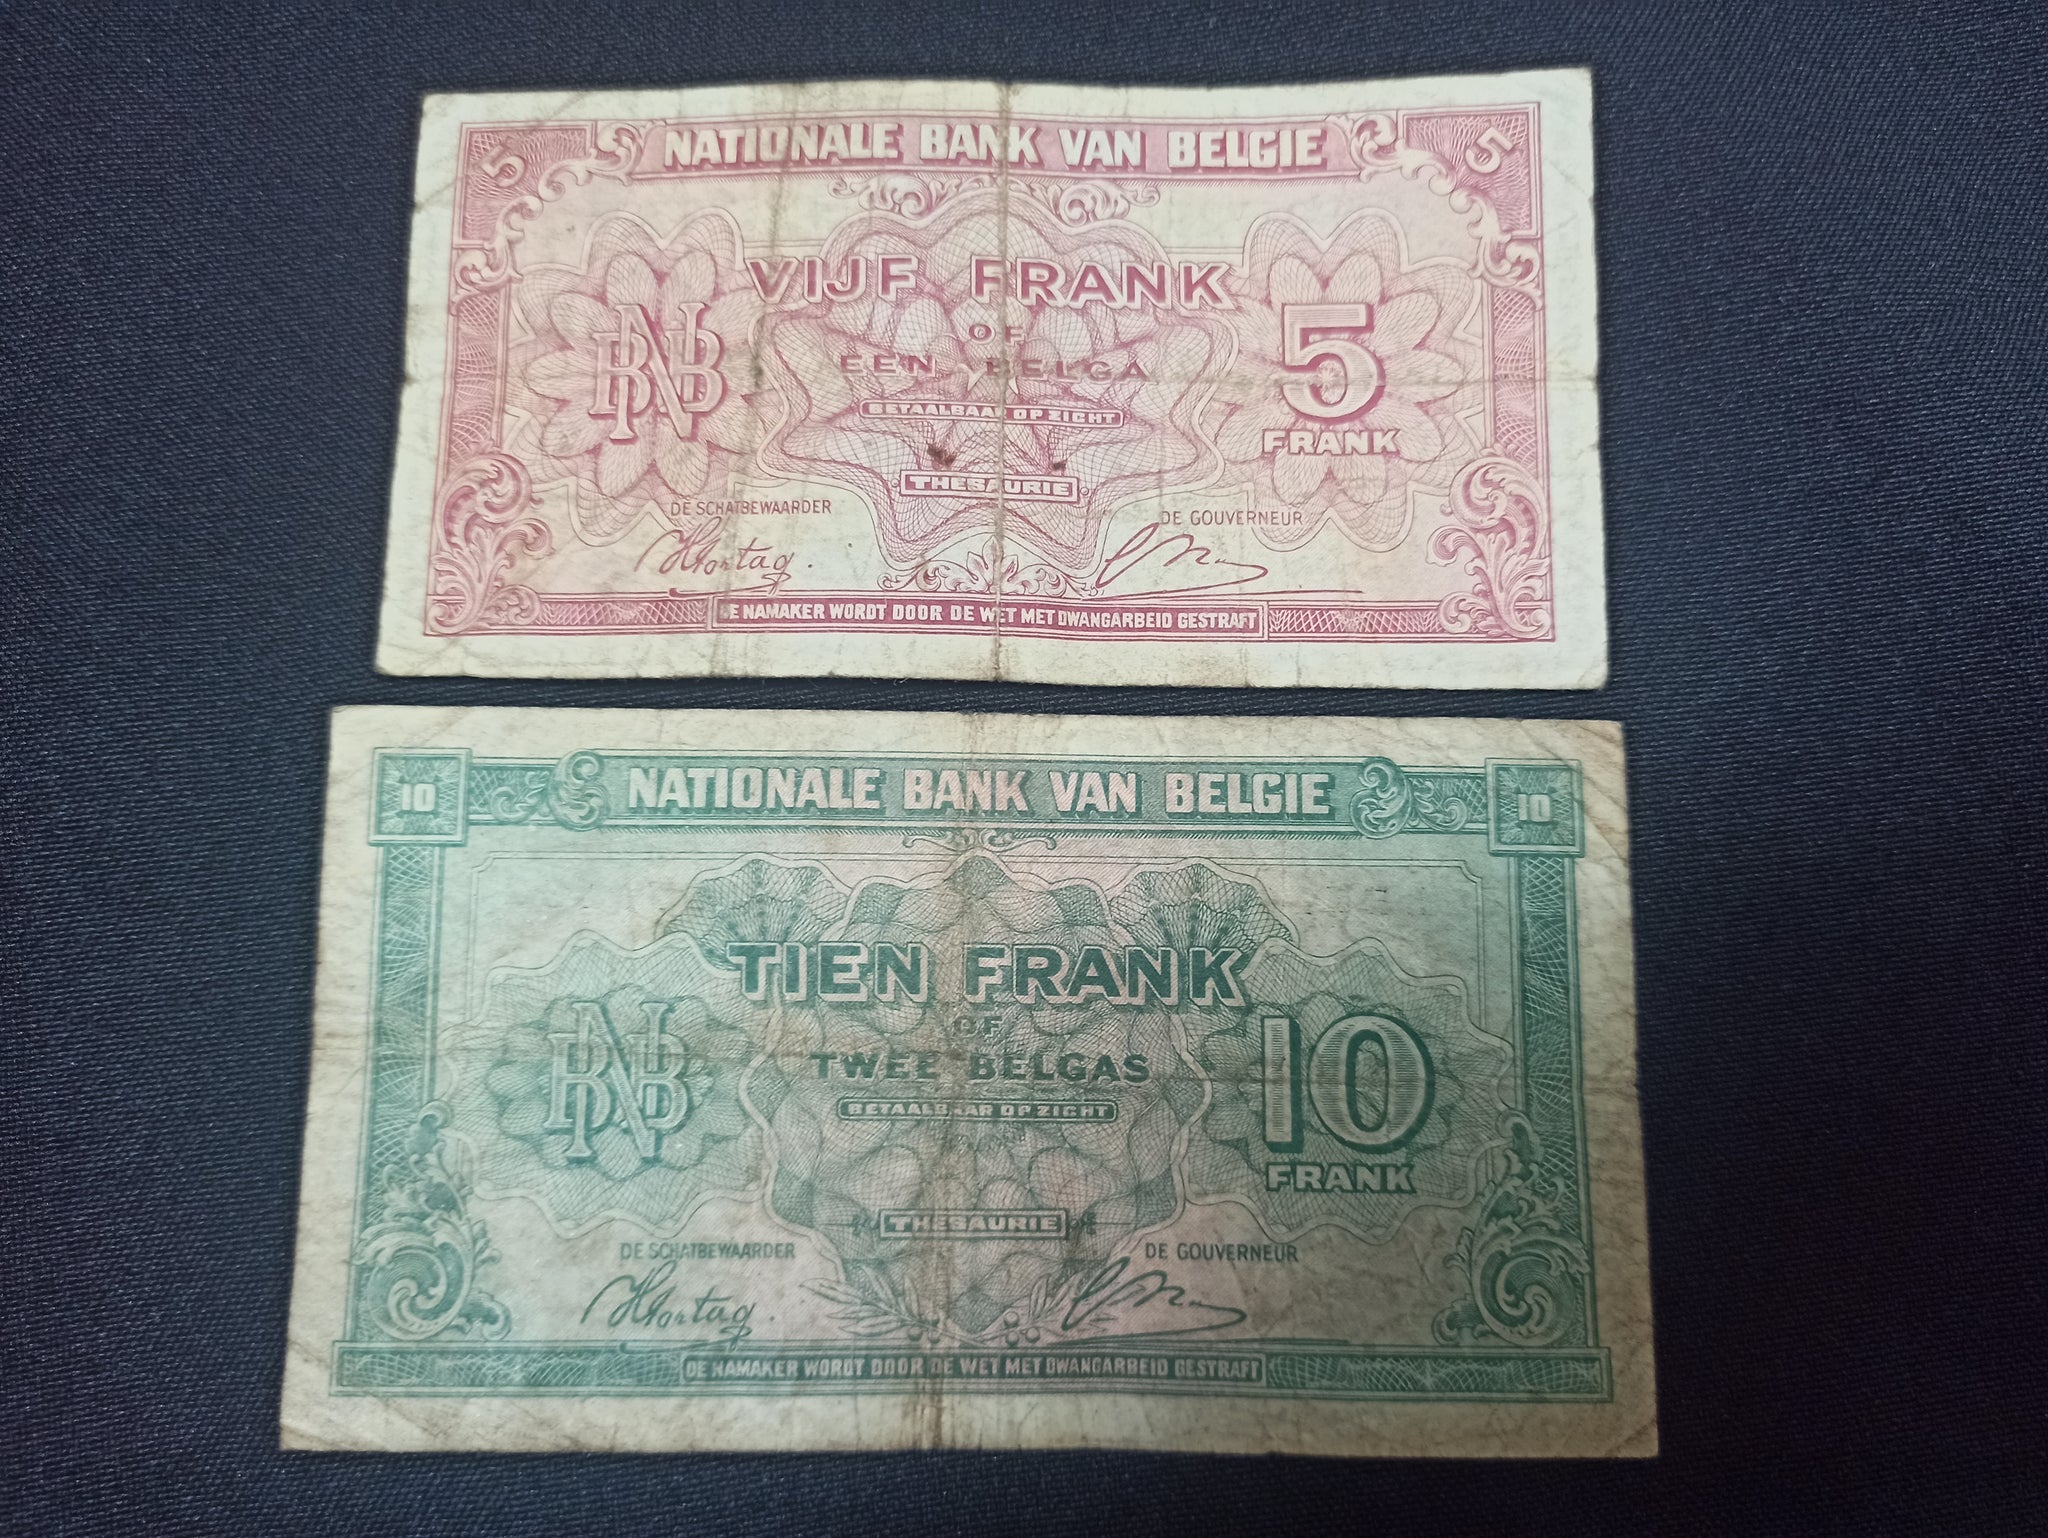 5 NATIONALE BANK VAN BELGIE 5
VIJF FRANK
OF
EEN BELGA
BNB
5
FRANK
BETAALBAAR OP ZICHT
THESAURIE
DE SCHATBEWAARDER
DE GOUVERNEUR
DE NAMAKER WORDT DOOR DE WET MET DWANGARBEID GESTRAFT
10 NATIONALE BANK VAN BELGIE 10
TIEN FRANK
OF
TWEE BELGAS
BNB
10
FRANK
BETAALBAAR OP ZICHT
THESAURIE
DE SCHATBEWAARDER
DE GOUVERNEUR
DE NAMAKER WORDT DOOR DE WET MET DWANGARBEID GESTRAFT